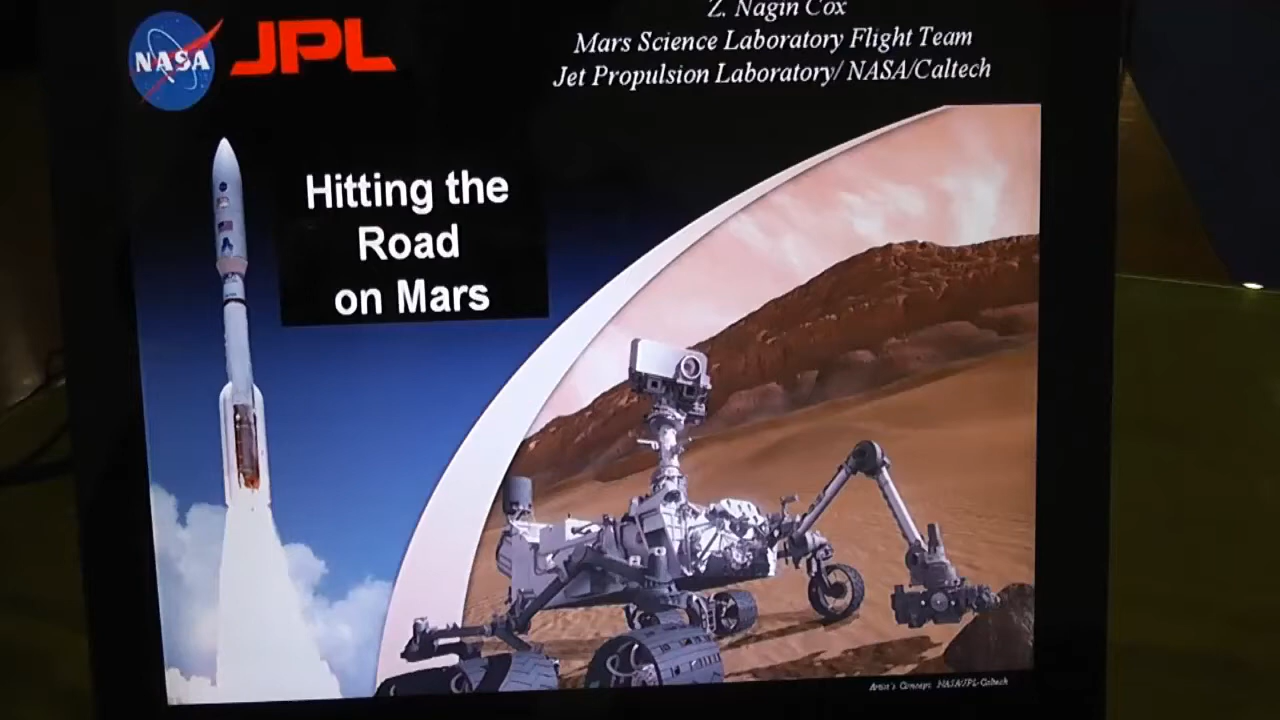 NASA
JPL
Z. Nagin Cox
Mars Science Laboratory Flight Team
Jet Propulsion Laboratory/ NASA/Caltech
Hitting the
Road
on Mars
Artist's Concept NASA/JPL-Caltech